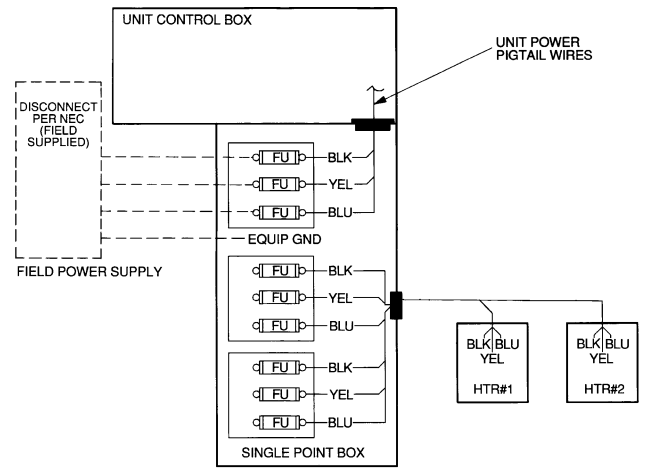 UNIT CONTROL BOX
UNIT POWER
PIGTAIL WIRES
DISCONNECT
PER NEC
(FIELD
SUPPLIED)
FU BLK
FU YEL
FU BLU
EQUIP GND
FIELD POWER SUPPLY
FU BLK
FU YEL
FU BLU
BLK BLU
YEL
HTR#1
BLK BLU
YEL
HTR#2
FU BLK
FU YEL
FU BLU
SINGLE POINT BOX